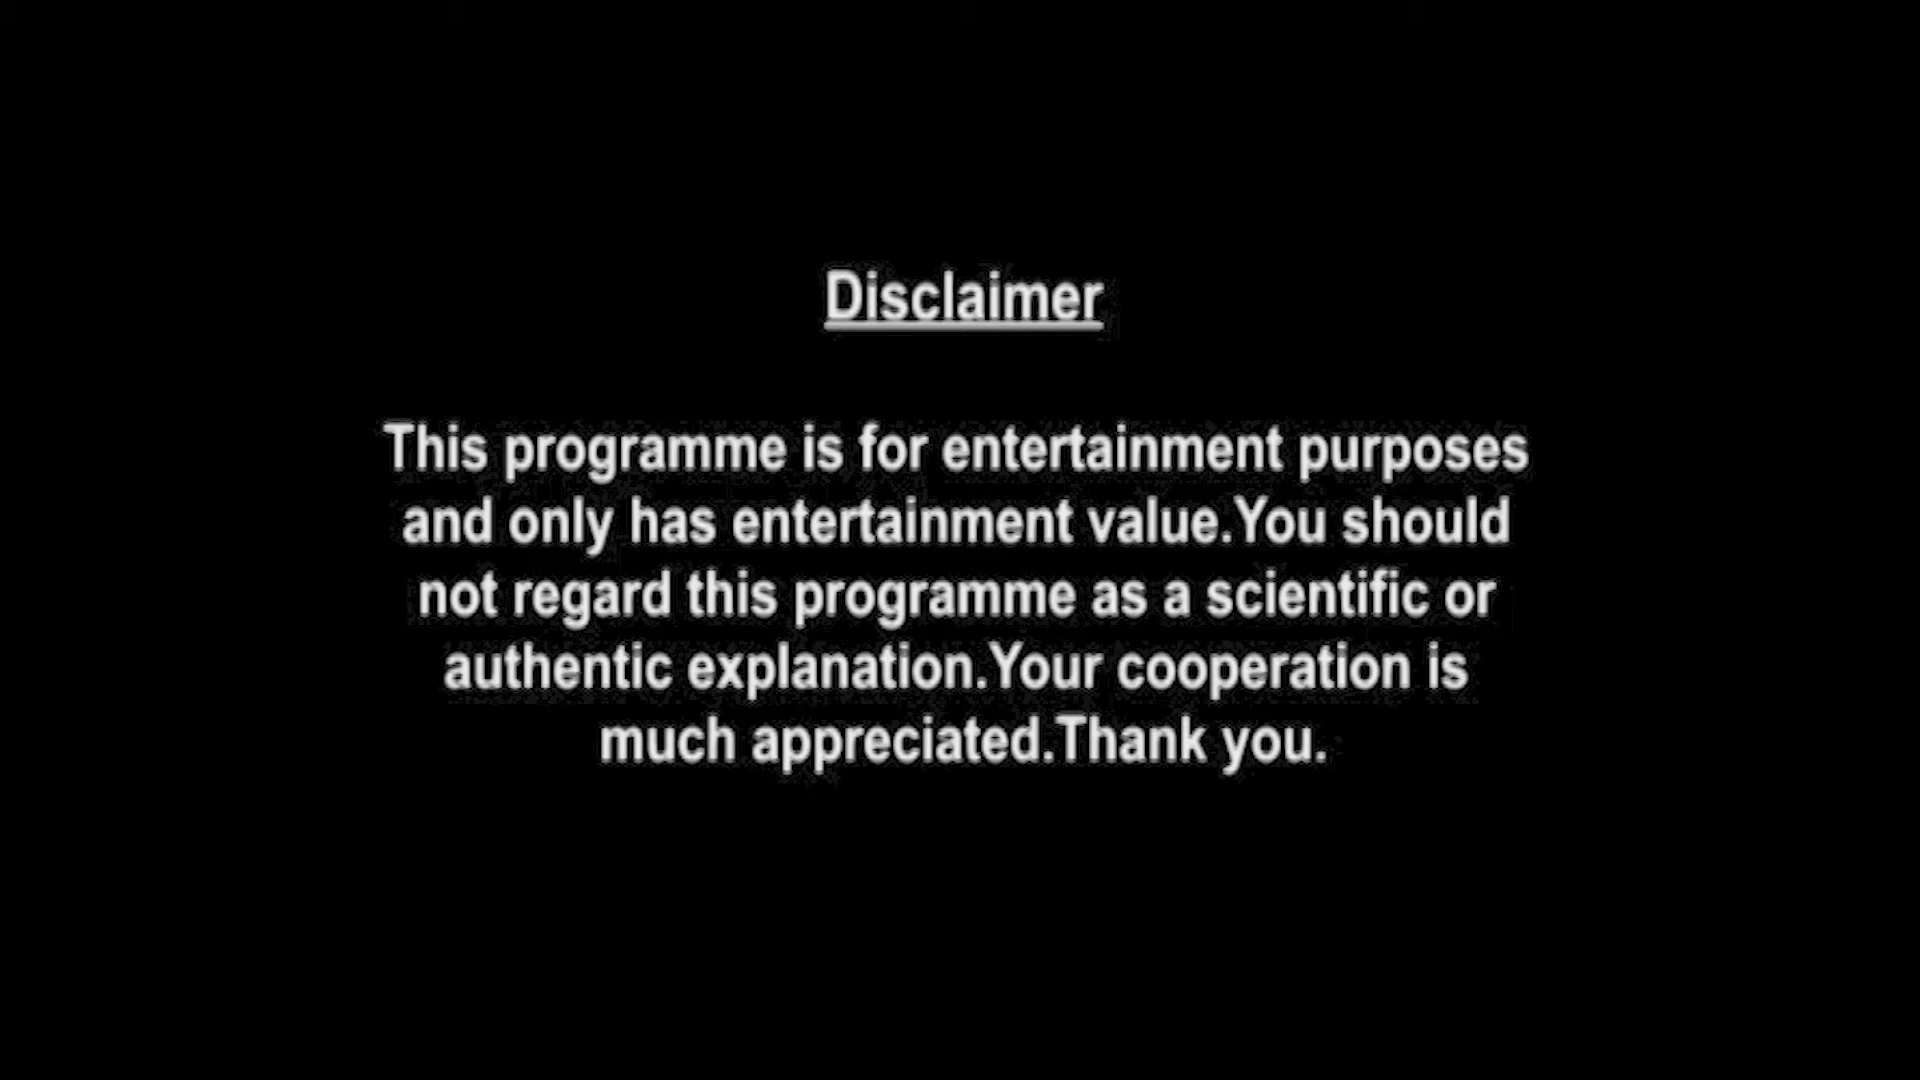 Disclaimer
This programme is for entertainment purposes
and only has entertainment value.You should
not regard this programme as a scientific or
authentic explanation.Your cooperation is
much appreciated.Thank you.